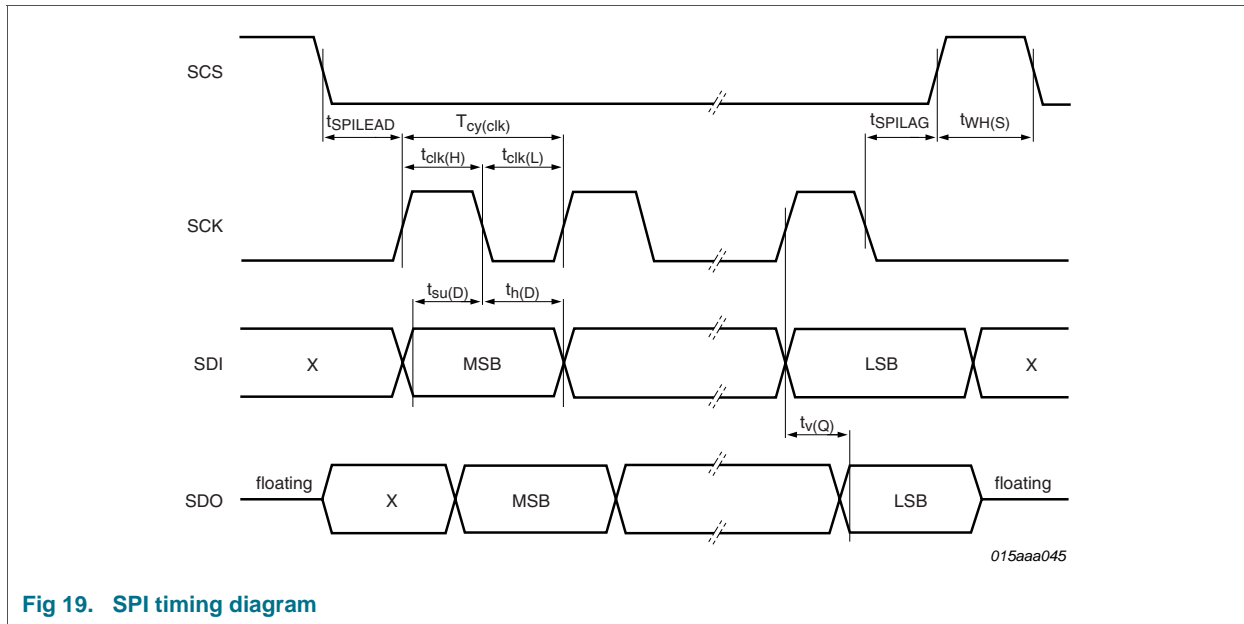 SCS
tSPILEAD
Tcy(clk)
tSPILAG
tWH(S)
tclk(H)
tclk(L)
SCK
tsu(D)
th(D)
SDI
X
MSB
LSB
X
tv(Q)
SDO
floating
X
MSB
LSB
floating
015aaa045
Fig 19. SPI timing diagram